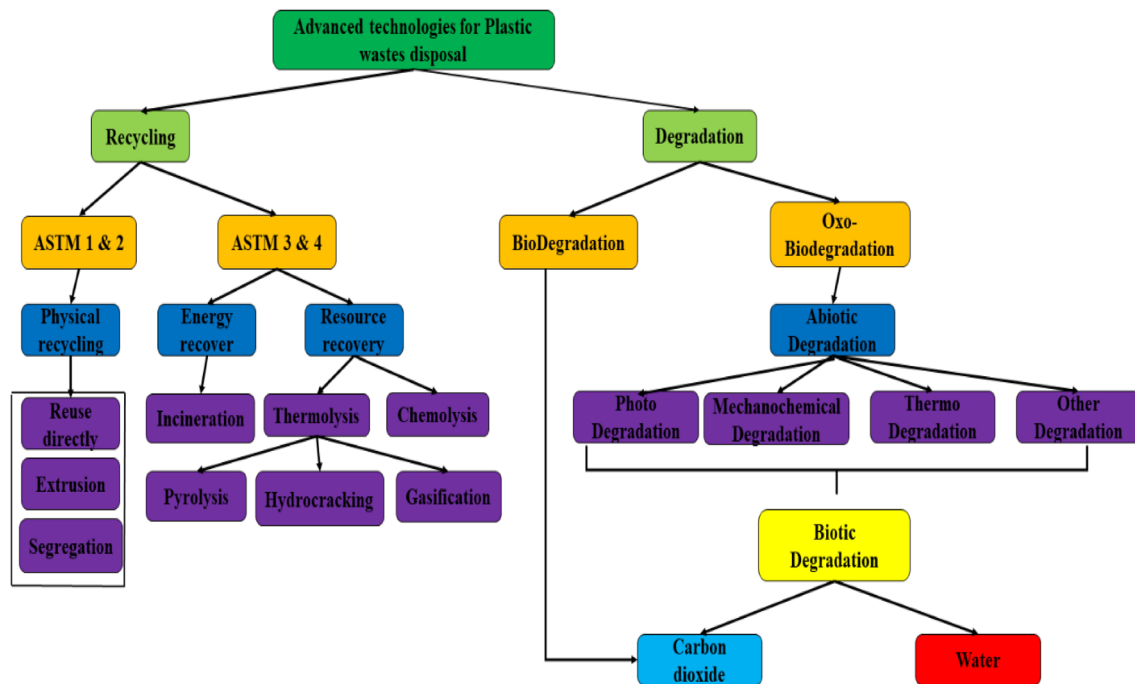 Advanced technologies for Plastic
wastes disposal
Recycling
Degradation
ASTM 1 & 2
ASTM 3 & 4
BioDegradation
Oxo-
Biodegradation
Physical
recycling
Energy
recover
Resource
recovery
Abiotic
Degradation
Reuse
directly
Incineration
Thermolysis
Chemolysis
Photo
Degradation
Mechanochemical
Degradation
Thermo
Degradation
Other
Degradation
Extrusion
Pyrolysis
Hydrocracking
Gasification
Segregation
Biotic
Degradation
Carbon
dioxide
Water